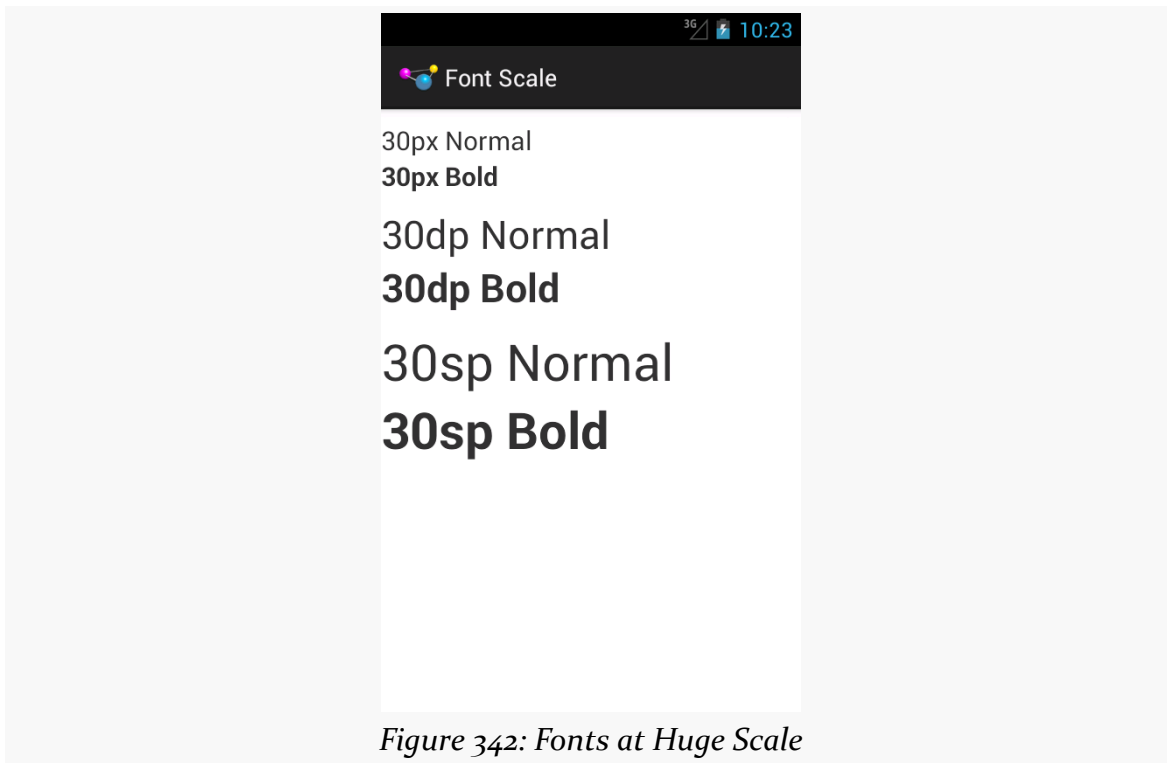 3G 10:23
Font Scale
30px Normal
30px Bold
30dp Normal
30dp Bold
30sp Normal
30sp Bold
Figure 342: Fonts at Huge Scale